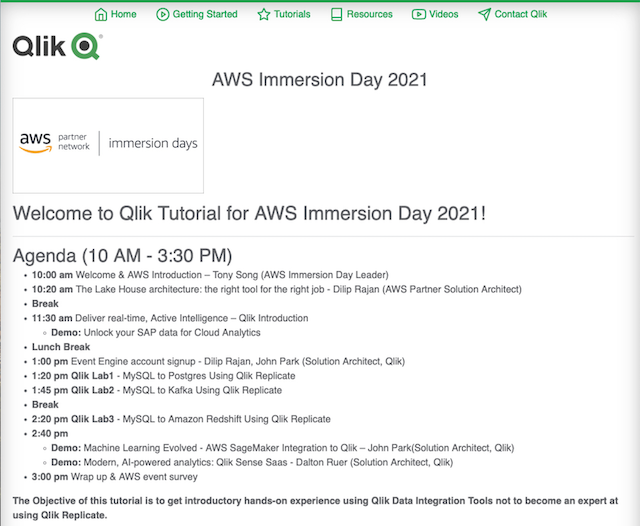 Home Getting Started Tutorials Resources Videos Contact Qlik
Qlik
AWS Immersion Day 2021
aws partner network | immersion days
Welcome to Qlik Tutorial for AWS Immersion Day 2021!
Agenda (10 AM - 3:30 PM)
• 10:00 am Welcome & AWS Introduction – Tony Song (AWS Immersion Day Leader)
• 10:20 am The Lake House architecture: the right tool for the right job - Dilip Rajan (AWS Partner Solution Architect)
• Break
• 11:30 am Deliver real-time, Active Intelligence – Qlik Introduction
◦ Demo: Unlock your SAP data for Cloud Analytics
• Lunch Break
• 1:00 pm Event Engine account signup - Dilip Rajan, John Park (Solution Architect, Qlik)
• 1:20 pm Qlik Lab1 - MySQL to Postgres Using Qlik Replicate
• 1:45 pm Qlik Lab2 - MySQL to Kafka Using Qlik Replicate
• Break
• 2:20 pm Qlik Lab3 - MySQL to Amazon Redshift Using Qlik Replicate
• 2:40 pm
◦ Demo: Machine Learning Evolved - AWS SageMaker Integration to Qlik – John Park(Solution Architect, Qlik)
◦ Demo: Modern, AI-powered analytics: Qlik Sense Saas - Dalton Ruer (Solution Architect, Qlik)
• 3:00 pm Wrap up & AWS event survey
The Objective of this tutorial is to get introductory hands-on experience using Qlik Data Integration Tools not to become an expert at
using Qlik Replicate.